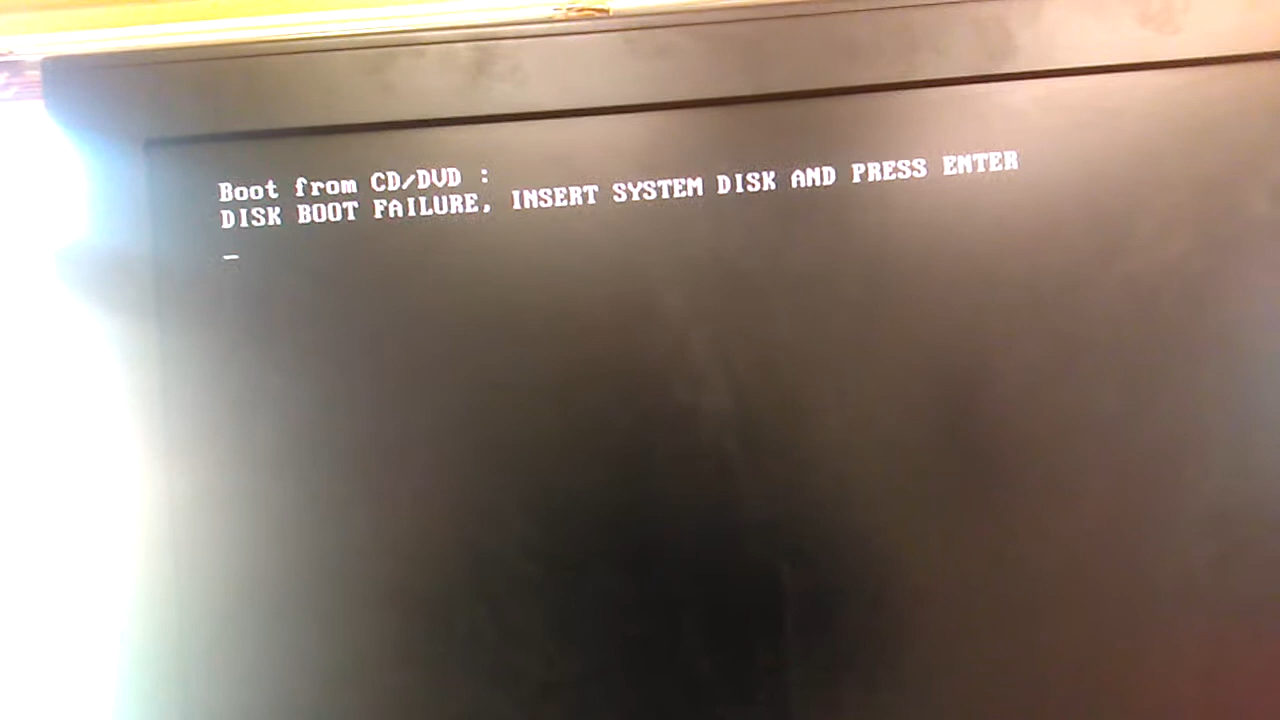 Boot from CD/DVD :
DISK BOOT FAILURE, INSERT SYSTEM DISK AND PRESS ENTER
_